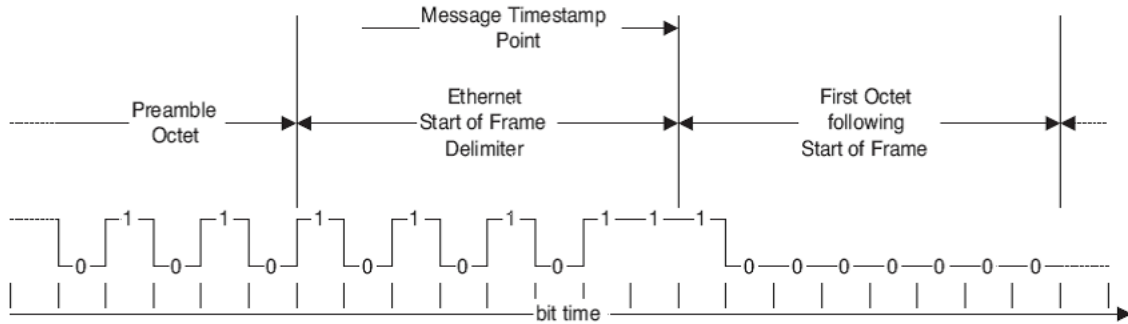 Message Timestamp
Point
Preamble
Octet
Ethernet
Start of Frame
Delimiter
First Octet
following
Start of Frame
1 1 1 1 1 1 1 1
0 0 0 0 0 0 0 0 0 0 0 0 0
bit time